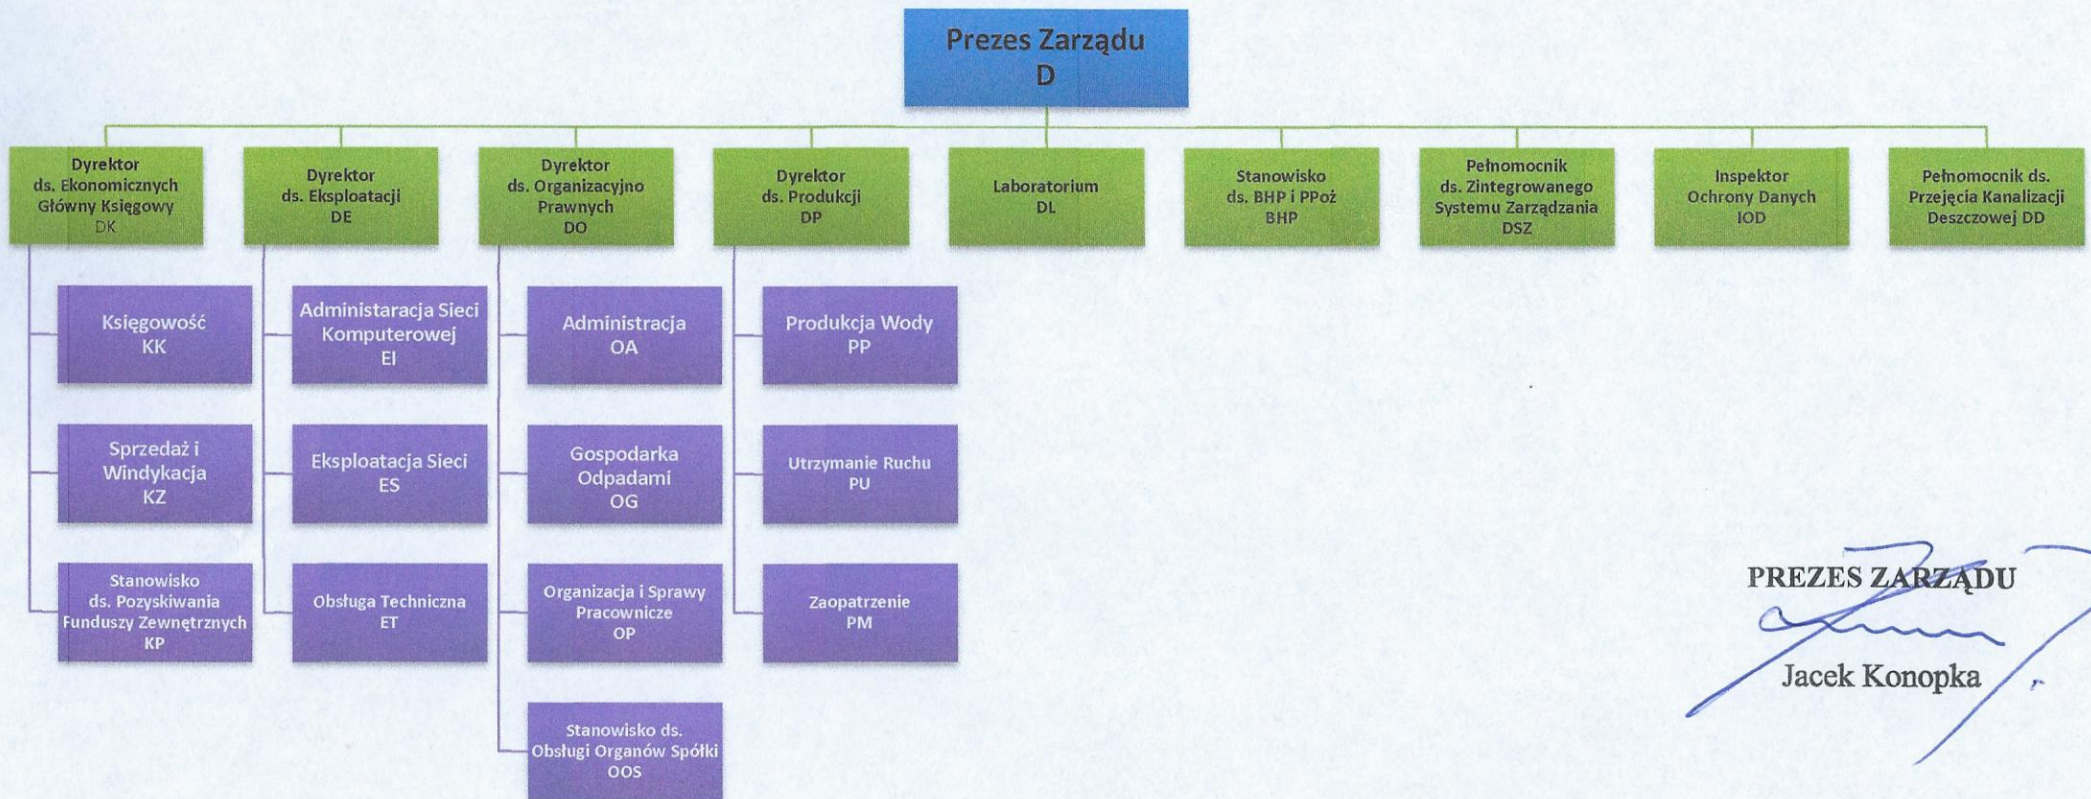 Prezes Zarządu
D
Dyrektor
ds. Ekonomicznych
Główny Księgowy
DK
Dyrektor
ds. Eksploatacji
DE
Dyrektor
ds. Organizacyjno
Prawnych
DO
Dyrektor
ds. Produkcji
DP
Laboratorium
DL
Stanowisko
ds. BHP i PPoż
BHP
Pełnomocnik
ds. Zintegrowanego
Systemu Zarządzania
DSZ
Inspektor
Ochrony Danych
IOD
Pełnomocnik ds.
Przejęcia Kanalizacji
Deszczowej DD
Księgowość
KK
Administaracja Sieci
Komputerowej
EI
Administracja
OA
Produkcja Wody
PP
Sprzedaż i
Windykacja
KZ
Eksploatacja Sieci
ES
Gospodarka
Odpadami
OG
Utrzymanie Ruchu
PU
Stanowisko
ds. Pozyskiwania
Funduszy Zewnętrznych
KP
Obsługa Techniczna
ET
Organizacja i Sprawy
Pracownicze
OP
Zaopatrzenie
PM
Stanowisko ds.
Obsługi Organów Spółki
OOS
PREZES ZARZĄDU
Jacek Konopka